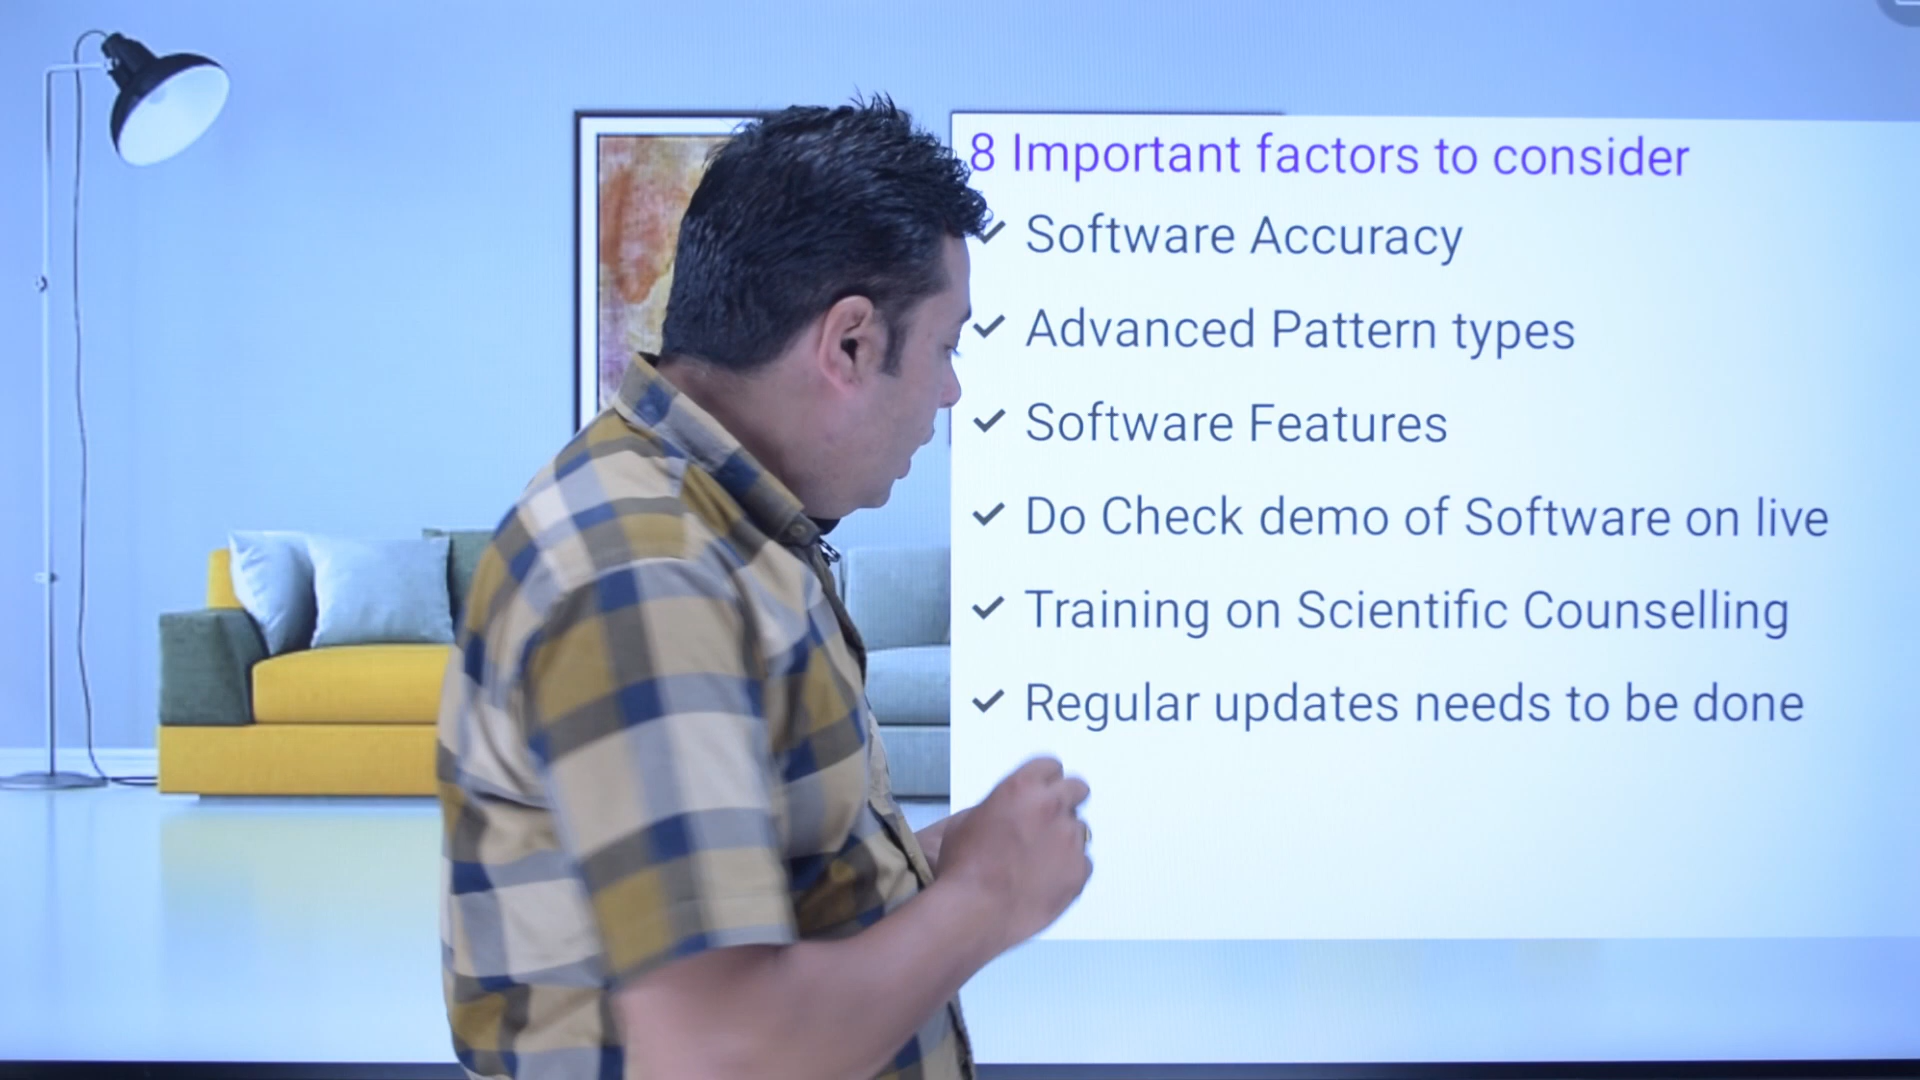 8 Important factors to consider
✓ Software Accuracy
✓ Advanced Pattern types
✓ Software Features
✓ Do Check demo of Software on live
✓ Training on Scientific Counselling
✓ Regular updates needs to be done